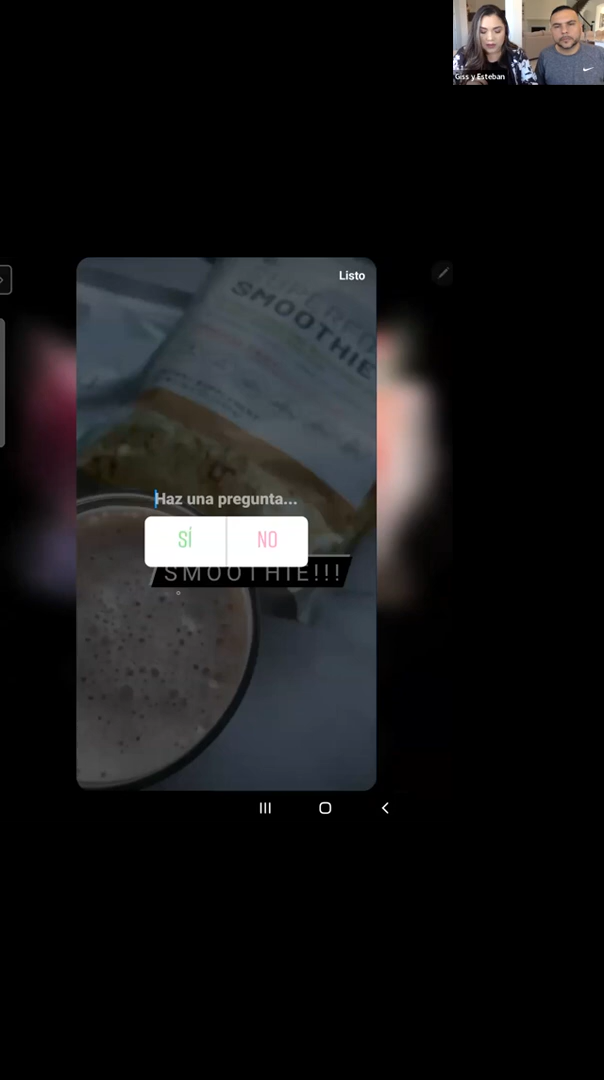 Giss y Esteban
Listo
SMOOTHIE
Haz una pregunta...
SÍ
NO
SMOOTHIE!!!